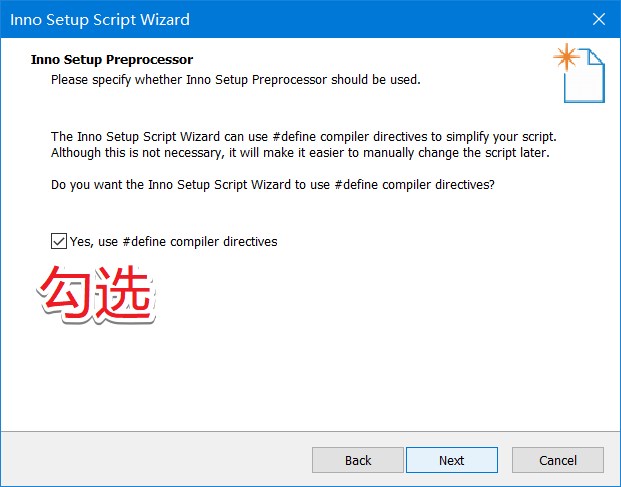 Inno Setup Script Wizard
Inno Setup Preprocessor
Please specify whether Inno Setup Preprocessor should be used.
The Inno Setup Script Wizard can use #define compiler directives to simplify your script.
Although this is not necessary, it will make it easier to manually change the script later.
Do you want the Inno Setup Script Wizard to use #define compiler directives?
Yes, use #define compiler directives
勾选
Back Next Cancel